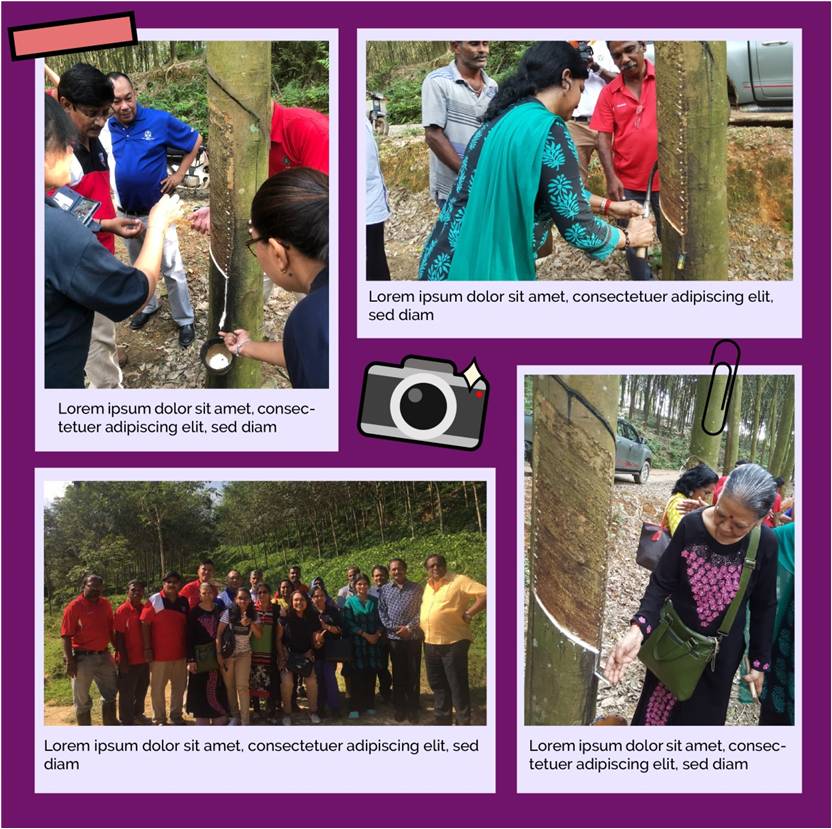 Lorem ipsum dolor sit amet, consec-
tetuer adipiscing elit, sed diam
Lorem ipsum dolor sit amet, consectetuer adipiscing elit,
sed diam
Lorem ipsum dolor sit amet, consectetuer adipiscing elit, sed
diam
Lorem ipsum dolor sit amet, consec-
tetuer adipiscing elit, sed diam